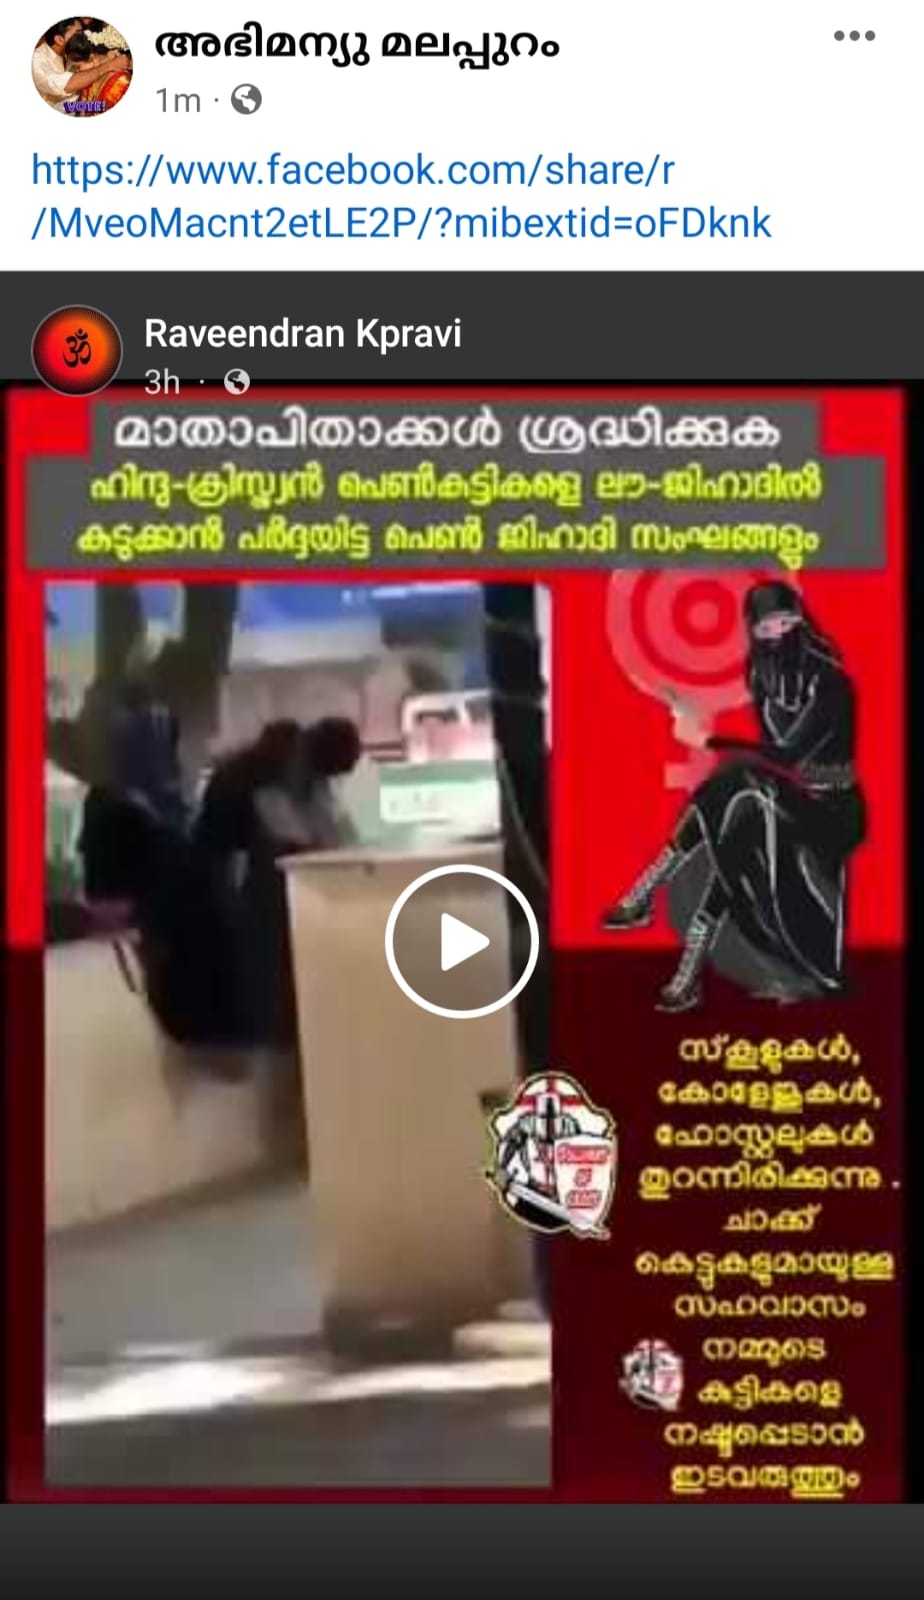 അഭിമന്യു മലപ്പുറം
1m ·
https://www.facebook.com/share/r
/MveoMacnt2etLE2P/?mibextid=oFDknk
Raveendran Kpravi
3h ·
മാതാപിതാക്കൾ ശ്രദ്ധിക്കുക
ഹിന്ദു-ക്രിസ്ത്യൻ പെൺകുട്ടികളെ ലൗ-ജിഹാദിൽ
കുടുക്കാൻ പർദ്ദയിട്ട പെൺ ജിഹാദി സംഘങ്ങളും
സ്കൂളുകൾ,
കോളേജുകൾ,
ഹോസ്റ്റലുകൾ
തുറന്നിരിക്കുന്നു .
ചാക്ക്
കെട്ടുകളുമായുള്ള
സഹവാസം
നമ്മുടെ
കുട്ടികളെ
നഷ്ടപ്പെടാൻ
ഇടവരുത്തും